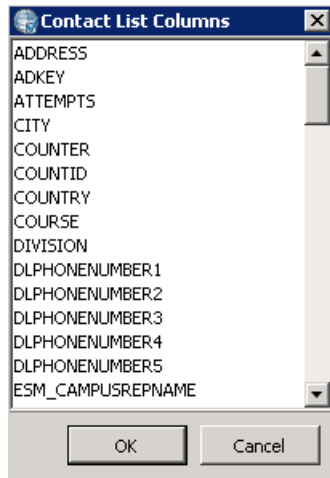 Contact List Columns
ADDRESS
ADKEY
ATTEMPTS
CITY
COUNTER
COUNTID
COUNTRY
COURSE
DIVISION
DLPHONENUMBER1
DLPHONENUMBER2
DLPHONENUMBER3
DLPHONENUMBER4
DLPHONENUMBER5
ESM_CAMPUSREPNAME
OK Cancel